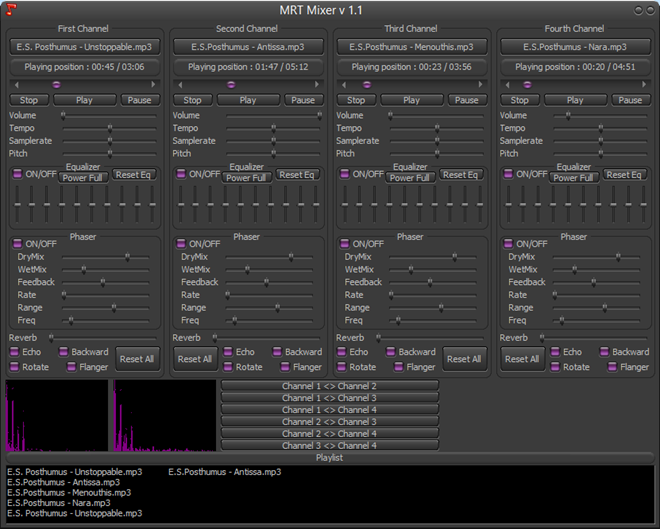 MRT Mixer v 1.1
First Channel
E.S. Posthumus - Unstoppable.mp3
Playing position : 00:45 / 03:06
Stop Play Pause
Volume
Tempo
Samplerate
Pitch
Equalizer
ON/OFF Power Full Reset Eq
Phaser
ON/OFF
DryMix
WetMix
Feedback
Rate
Range
Freq
Reverb
Echo Backward
Rotate Flanger
Reset All
Second Channel
E.S.Posthumus - Antissa.mp3
Playing position : 01:47 / 05:12
Stop Play Pause
Volume
Tempo
Samplerate
Pitch
Equalizer
ON/OFF Power Full Reset Eq
Phaser
ON/OFF
DryMix
WetMix
Feedback
Rate
Range
Freq
Reverb
Reset All
Echo Backward
Rotate Flanger
Third Channel
E.S.Posthumus - Menouthis.mp3
Playing position : 00:23 / 03:56
Stop Play Pause
Volume
Tempo
Samplerate
Pitch
Equalizer
ON/OFF Power Full Reset Eq
Phaser
ON/OFF
DryMix
WetMix
Feedback
Rate
Range
Freq
Reverb
Echo Backward
Rotate Flanger
Reset All
Fourth Channel
E.S.Posthumus - Nara.mp3
Playing position : 00:20 / 04:51
Stop Play Pause
Volume
Tempo
Samplerate
Pitch
Equalizer
ON/OFF Power Full Reset Eq
Phaser
ON/OFF
DryMix
WetMix
Feedback
Rate
Range
Freq
Reverb
Reset All
Echo Backward
Rotate Flanger
Channel 1 <> Channel 2
Channel 1 <> Channel 3
Channel 1 <> Channel 4
Channel 2 <> Channel 3
Channel 2 <> Channel 4
Channel 3 <> Channel 4
Playlist
E.S. Posthumus - Unstoppable.mp3 E.S.Posthumus - Antissa.mp3
E.S.Posthumus - Antissa.mp3
E.S.Posthumus - Menouthis.mp3
E.S.Posthumus - Nara.mp3
E.S. Posthumus - Unstoppable.mp3